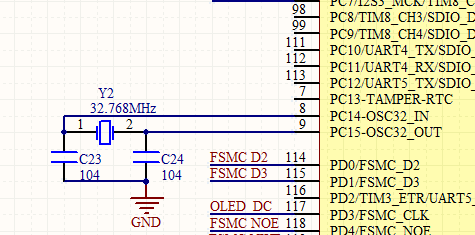 PC7/I2S5_MCK/TIM8_C
98 PC8/TIM8_CH3/SDIO_D
99 PC9/TIM8_CH4/SDIO_D
111 PC10/UART4_TX/SDIO_
112 PC11/UART4_RX/SDIO_
113 PC12/UART5_TX/SDIO_
7 PC13-TAMPER-RTC
Y2
32.768MHz
8 PC14-OSC32_IN
1 2
9 PC15-OSC32_OUT
C23 C24
104 104
FSMC D2 114 PD0/FSMC_D2
FSMC D3 115 PD1/FSMC_D3
116 PD2/TIM3_ETR/UART5_
OLED DC 117 PD3/FSMC_CLK
GND
FSMC NOE 118 PD4/FSMC_NOE